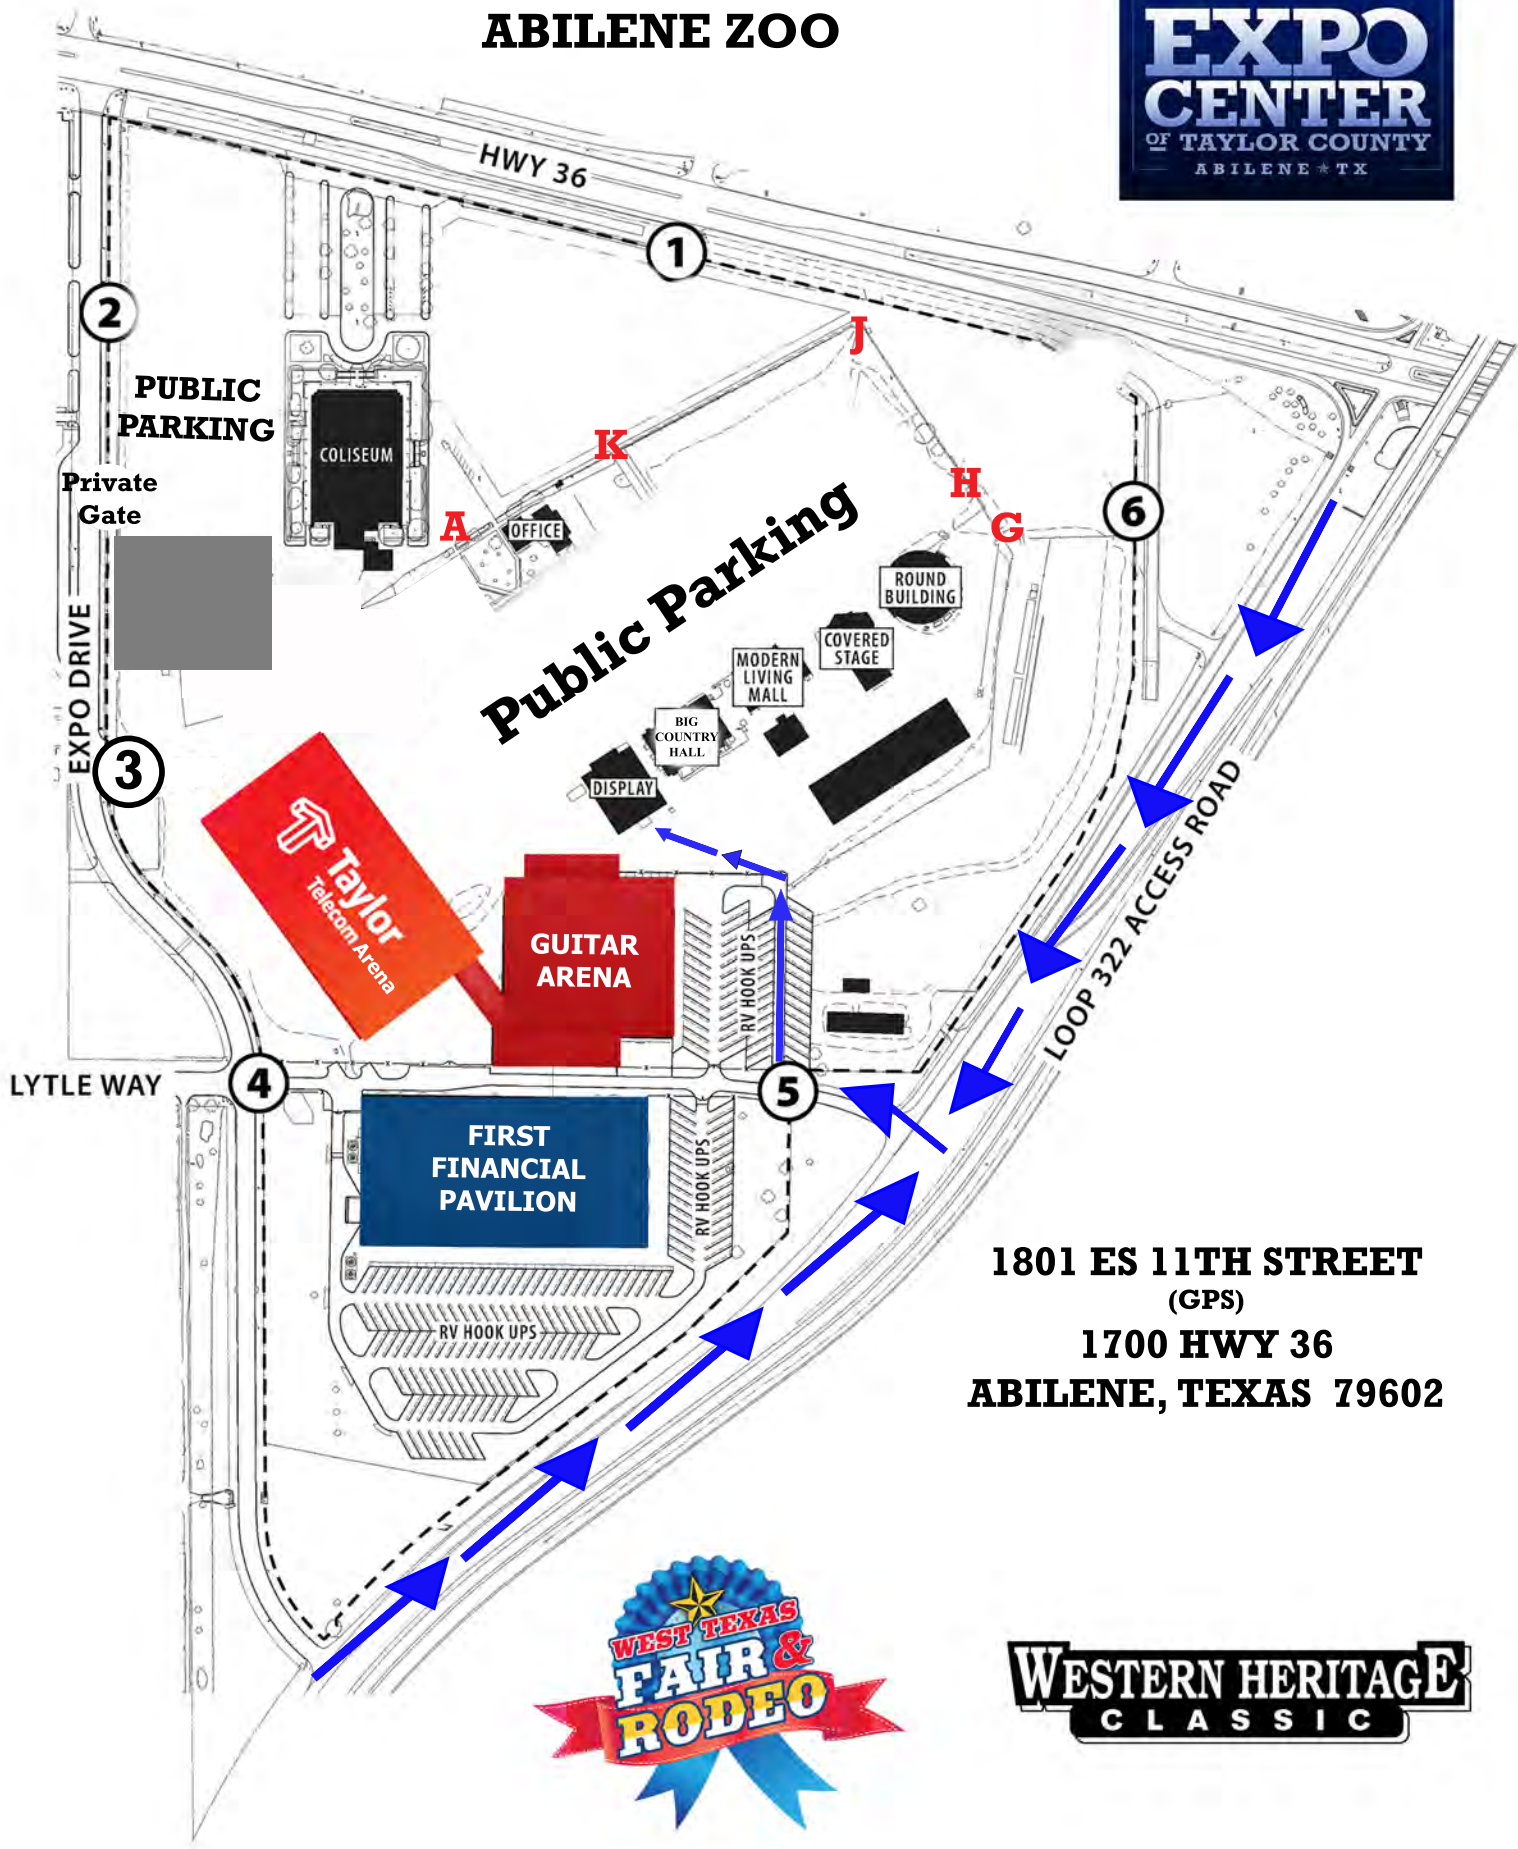 ABILENE ZOO
EXPO
CENTER
OF TAYLOR COUNTY
ABILENE ★ TX
HWY 36
1
2
J
PUBLIC
PARKING
COLISEUM
K
Private
Gate
H
A
OFFICE
G
6
Public Parking
ROUND
BUILDING
COVERED
STAGE
MODERN
LIVING
MALL
BIG
COUNTRY
HALL
DISPLAY
EXPO DRIVE
3
Taylor
Telecom Arena
GUITAR
ARENA
RV HOOK UPS
LOOP 322 ACCESS ROAD
LYTLE WAY
4
5
FIRST
FINANCIAL
PAVILION
RV HOOK UPS
RV HOOK UPS
1801 ES 11TH STREET
(GPS)
1700 HWY 36
ABILENE, TEXAS 79602
WEST TEXAS
FAIR &
RODEO
WESTERN HERITAGE
CLASSIC